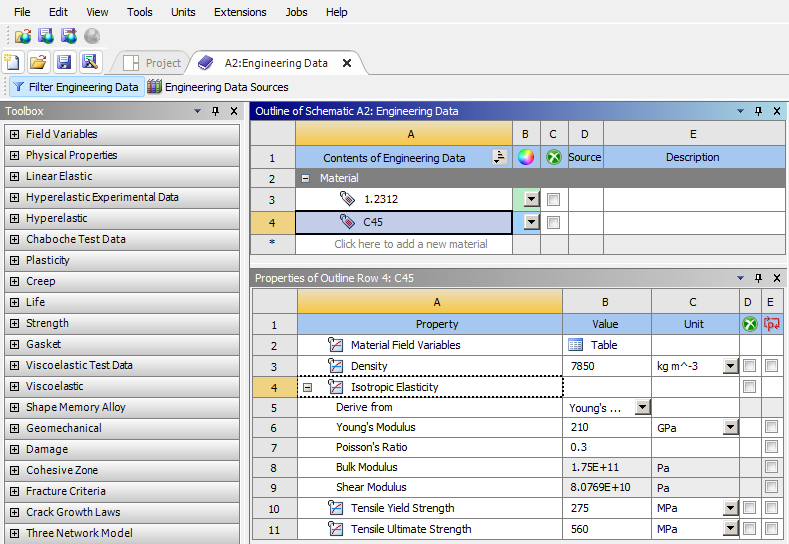 File Edit View Tools Units Extensions Jobs Help
Project A2:Engineering Data
Filter Engineering Data Engineering Data Sources
Toolbox
Field Variables
Physical Properties
Linear Elastic
Hyperelastic Experimental Data
Hyperelastic
Chaboche Test Data
Plasticity
Creep
Life
Strength
Gasket
Viscoelastic Test Data
Viscoelastic
Shape Memory Alloy
Geomechanical
Damage
Cohesive Zone
Fracture Criteria
Crack Growth Laws
Three Network Model
Outline of Schematic A2: Engineering Data
A B C D E
1 Contents of Engineering Data Source Description
2 Material
3 1.2312
4 C45
* Click here to add a new material
Properties of Outline Row 4: C45
A B C D E
1 Property Value Unit
2 Material Field Variables Table
3 Density 7850 kg m^-3
4 Isotropic Elasticity
5 Derive from Young's ...
6 Young's Modulus 210 GPa
7 Poisson's Ratio 0.3
8 Bulk Modulus 1.75E+11 Pa
9 Shear Modulus 8.0769E+10 Pa
10 Tensile Yield Strength 275 MPa
11 Tensile Ultimate Strength 560 MPa